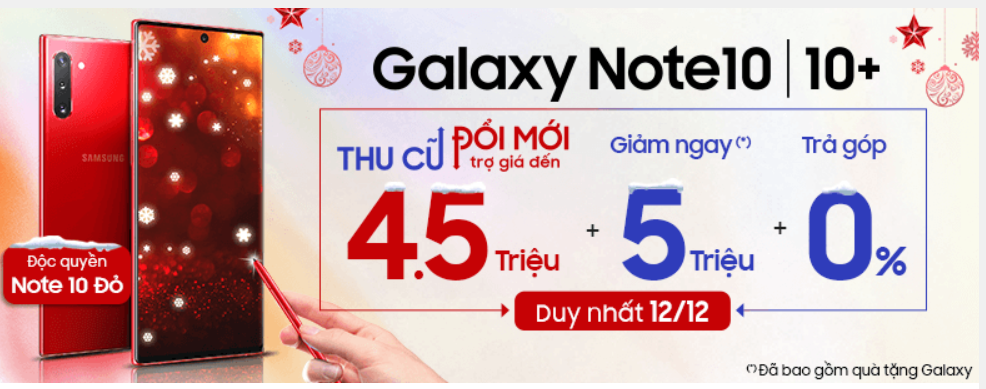 Galaxy Note10 | 10+
THU CŨ ĐỔI MỚI
trợ giá đến
4.5 Triệu
+
Giảm ngay (*)
5 Triệu
+
Trả góp
0%
Duy nhất 12/12
SAMSUNG
Độc quyền
Note 10 Đỏ
(*) Đã bao gồm quà tặng Galaxy